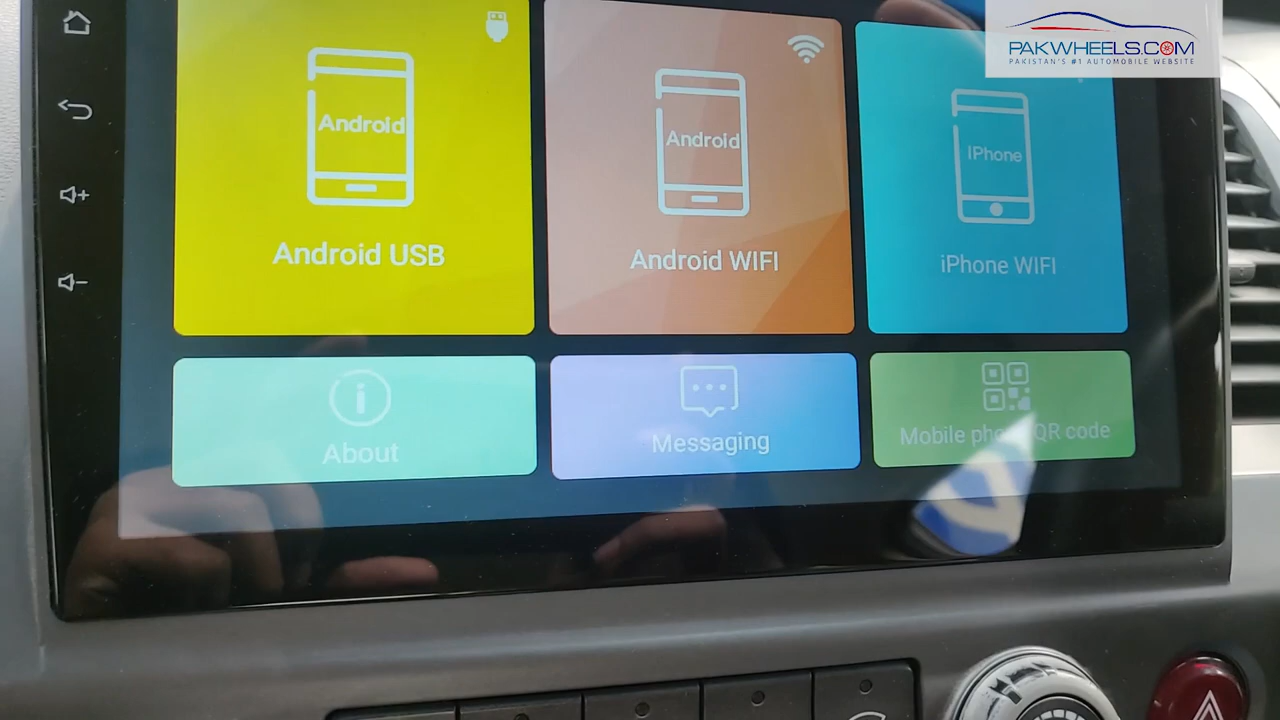 PAKWHEELS.COM
PAKISTAN'S #1 AUTOMOBILE WEBSITE
Android
Android
IPhone
Android USB
Android WIFI
iPhone WIFI
About
Messaging
Mobile phone QR code